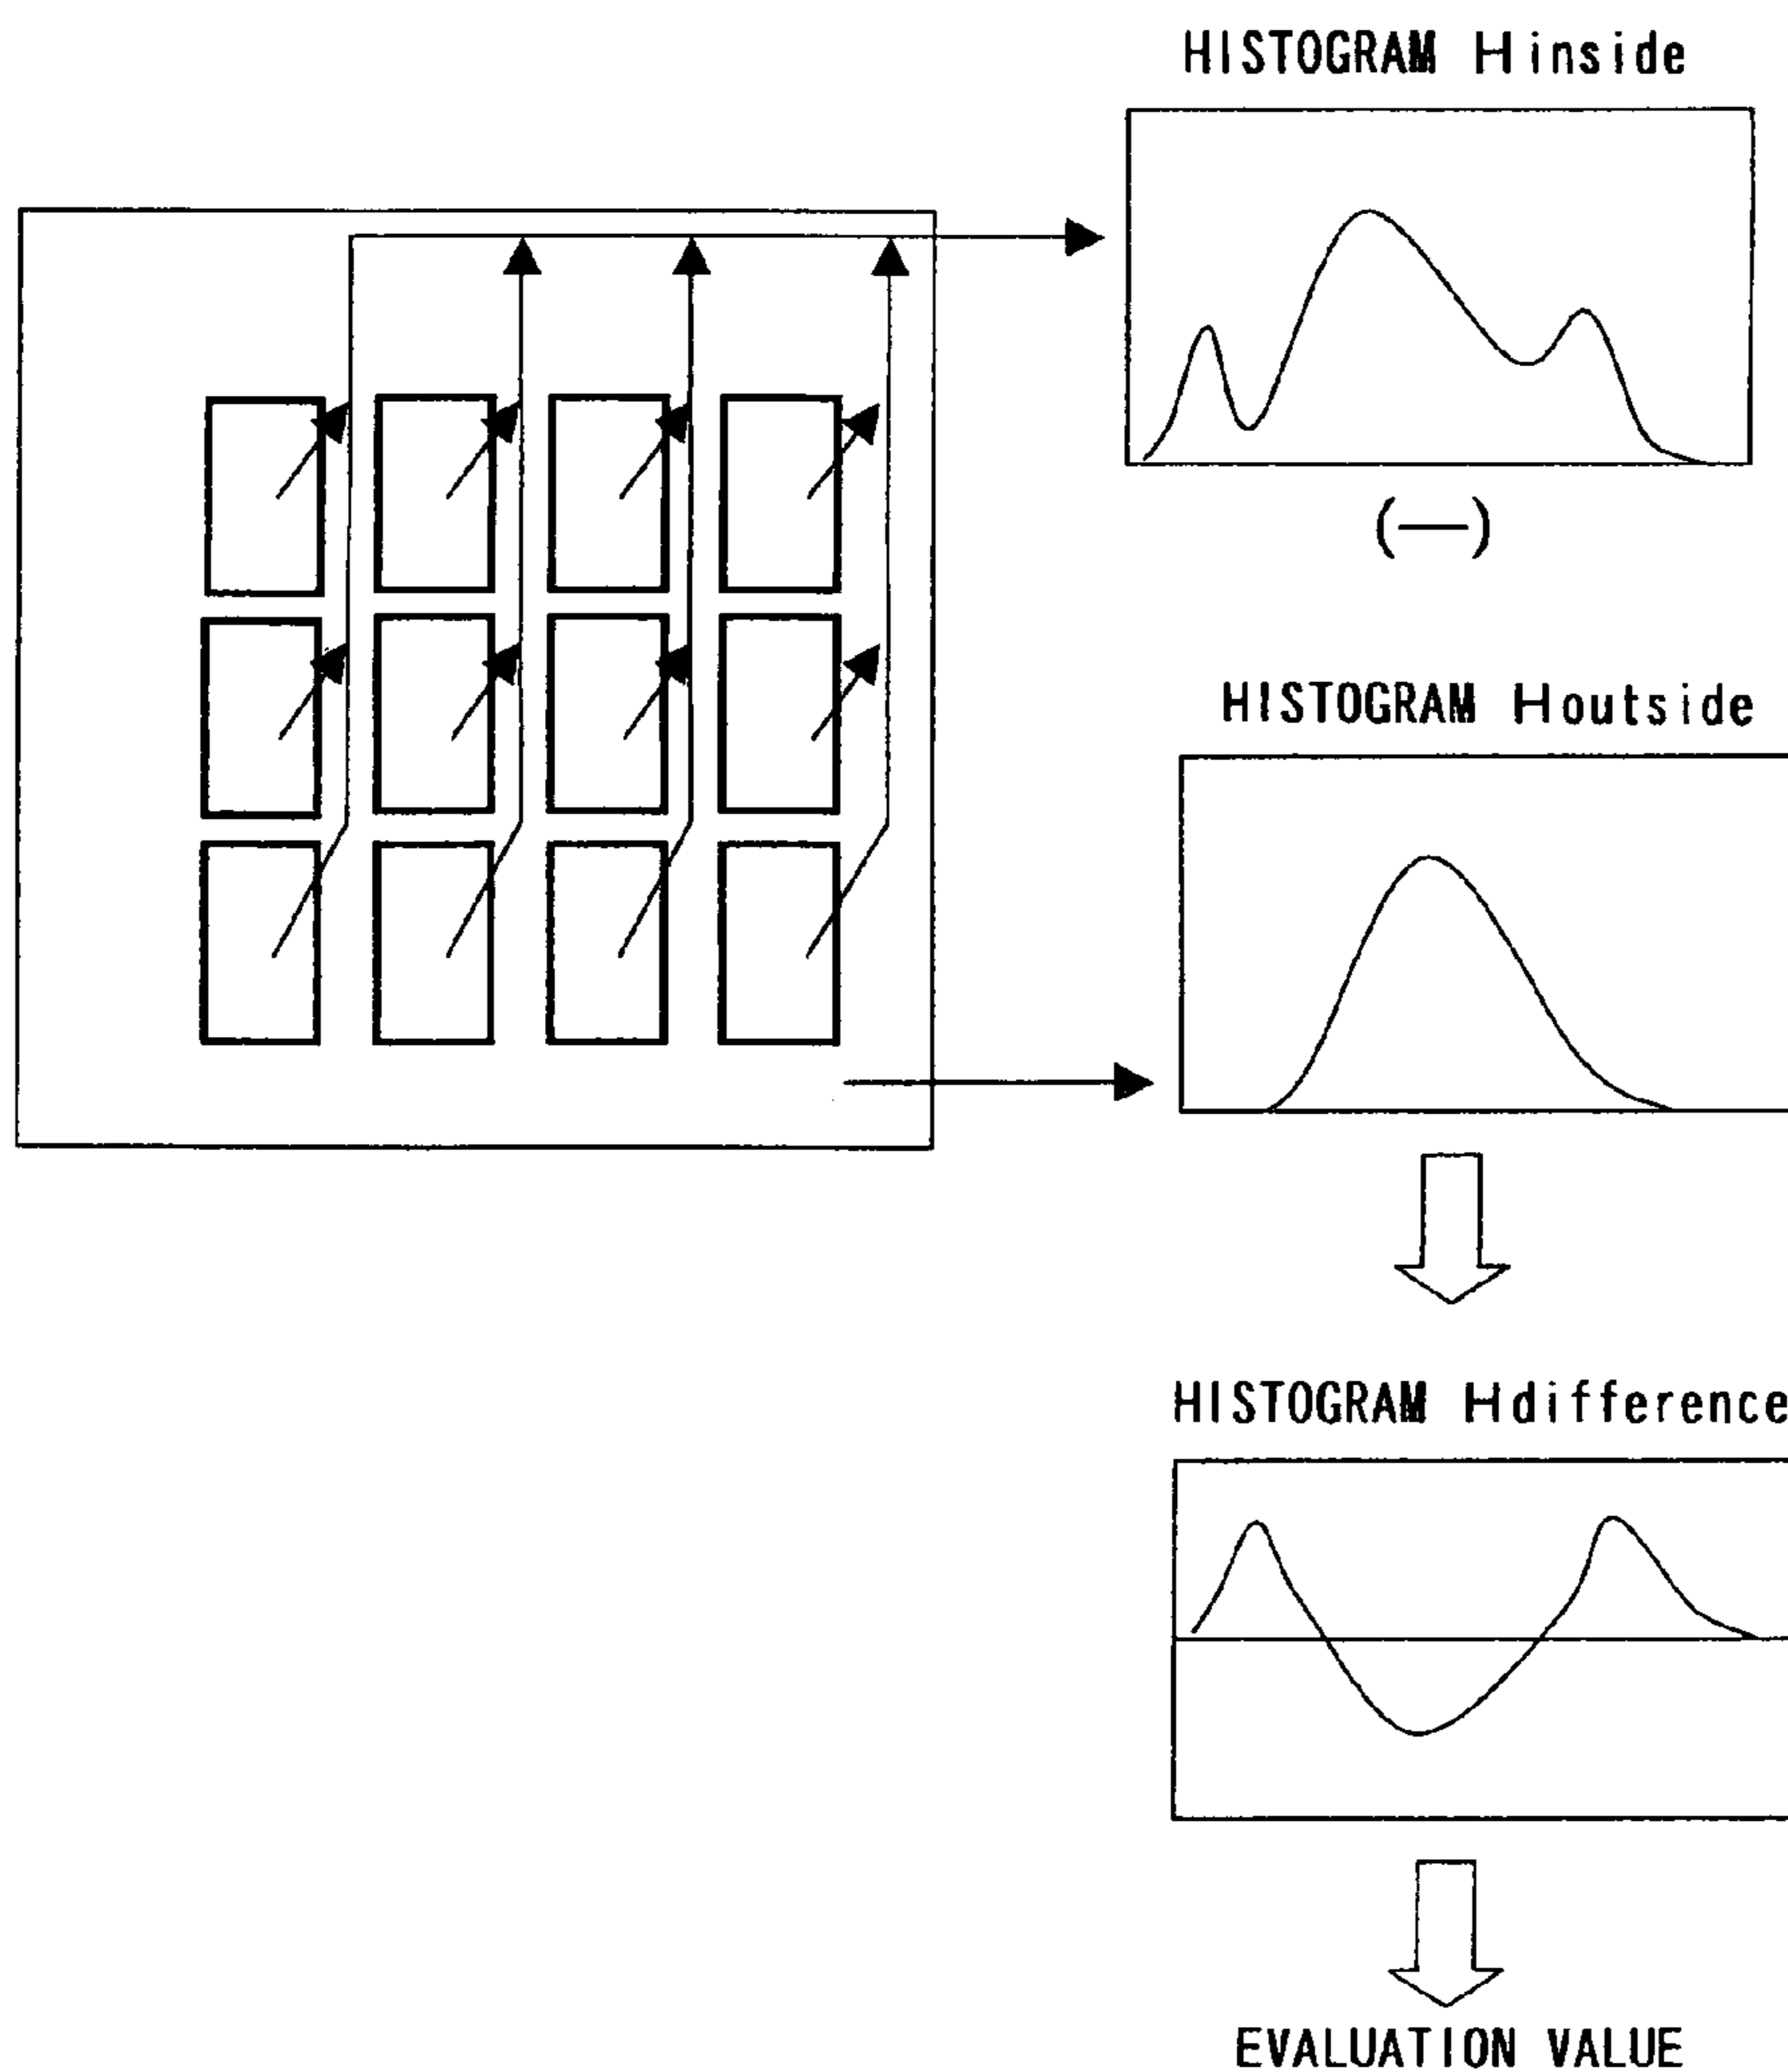 HISTOGRAM Hinside
(—)
HISTOGRAM Houtside
HISTOGRAM Hdifference
EVALUATION VALUE